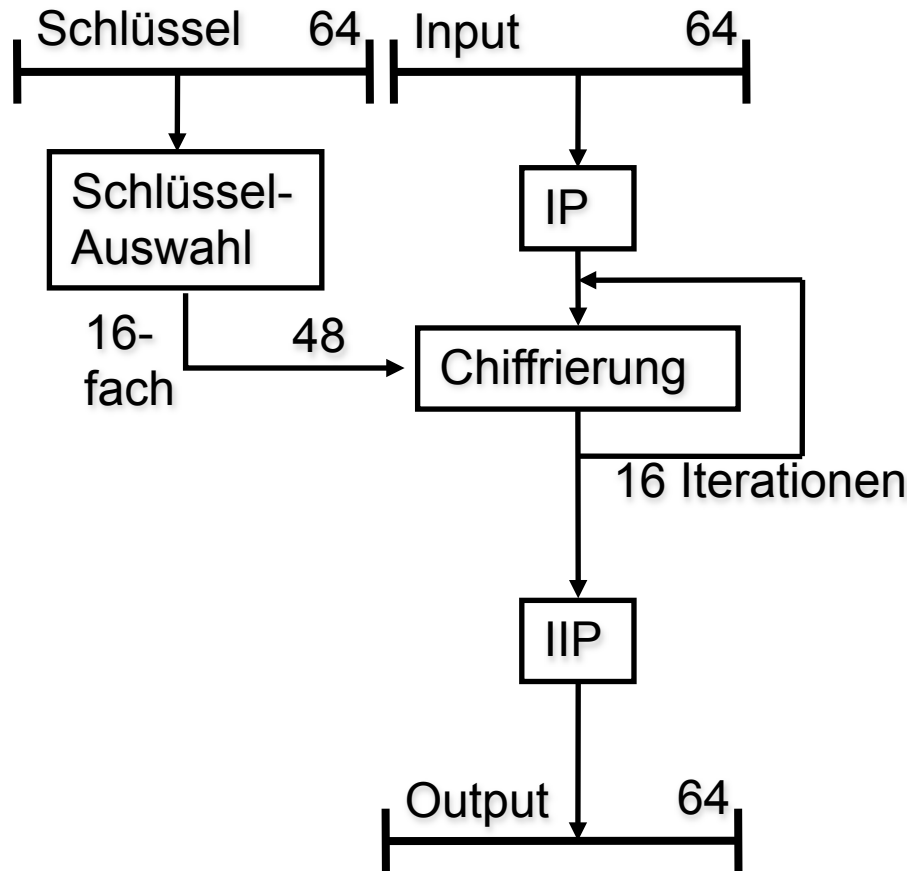 Schlüssel 64
Input 64
Schlüssel-
Auswahl
IP
16-
fach
48
Chiffrierung
16 Iterationen
IIP
Output 64